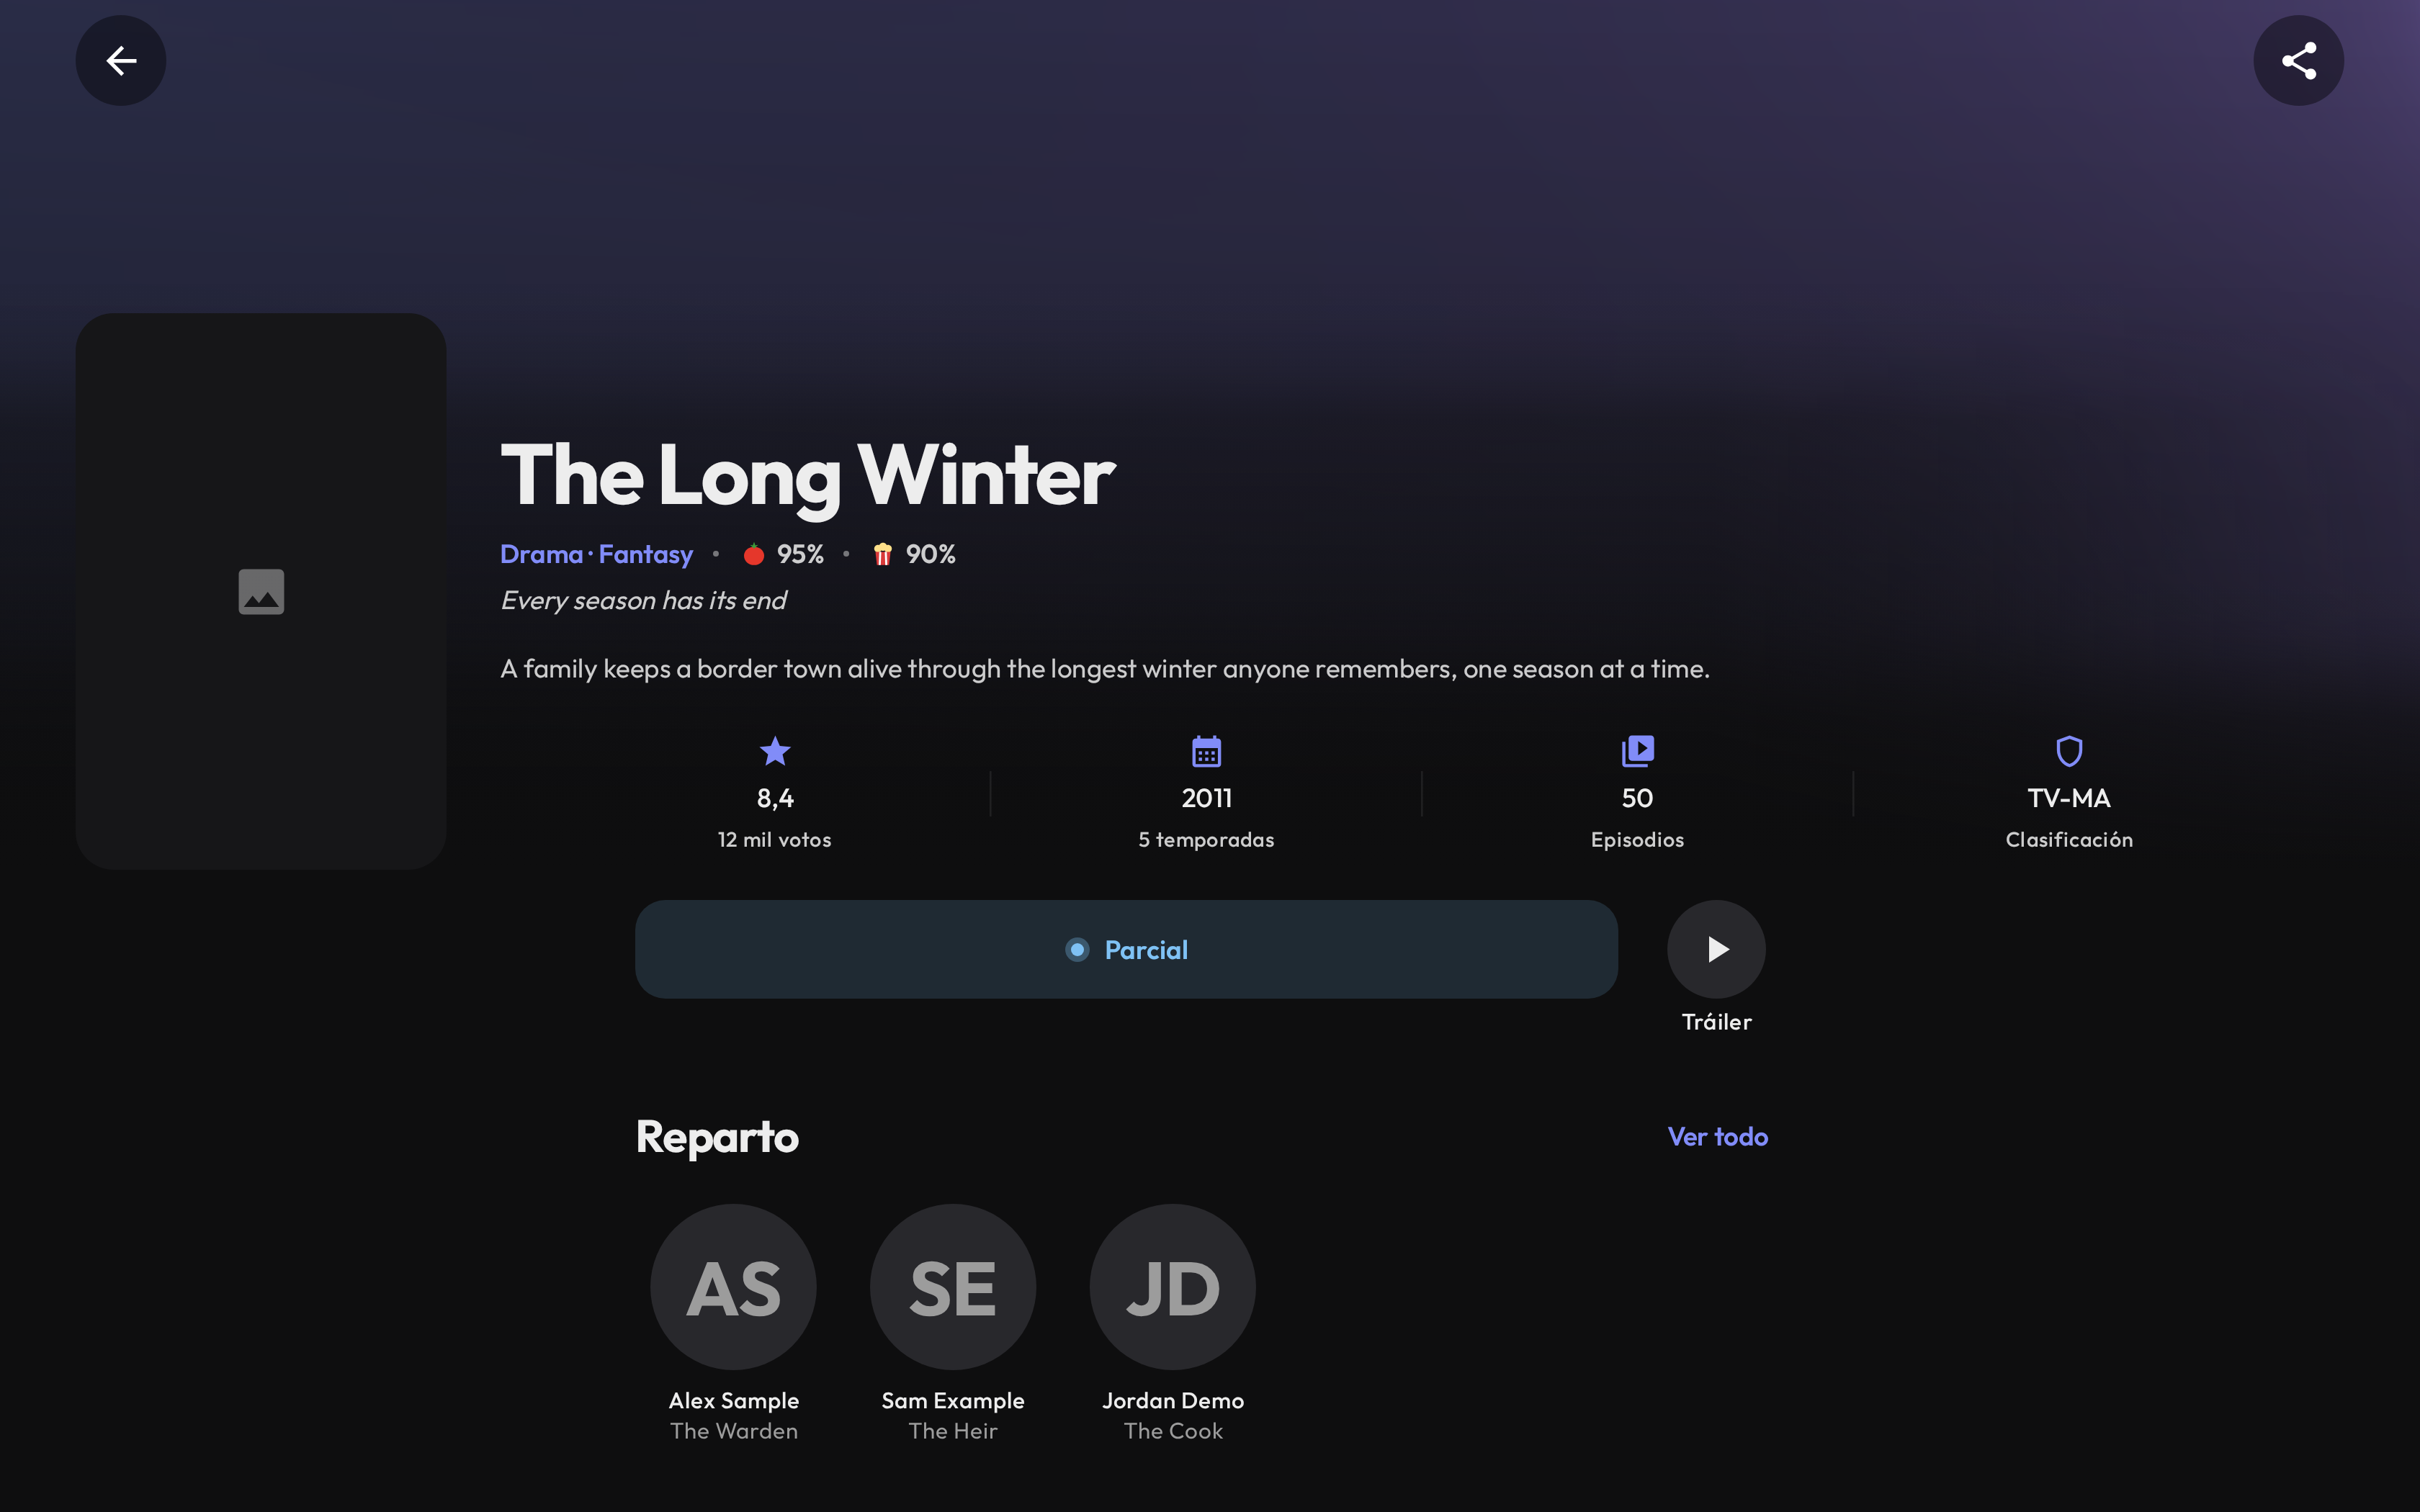 The Long Winter
Drama · Fantasy • 95% • 90%
Every season has its end
A family keeps a border town alive through the longest winter anyone remembers, one season at a time.
8,4 2011 50 TV-MA
12 mil votos 5 temporadas Episodios Clasificación
Parcial
Tráiler
Reparto Ver todo
AS SE JD
Alex Sample Sam Example Jordan Demo
The Warden The Heir The Cook